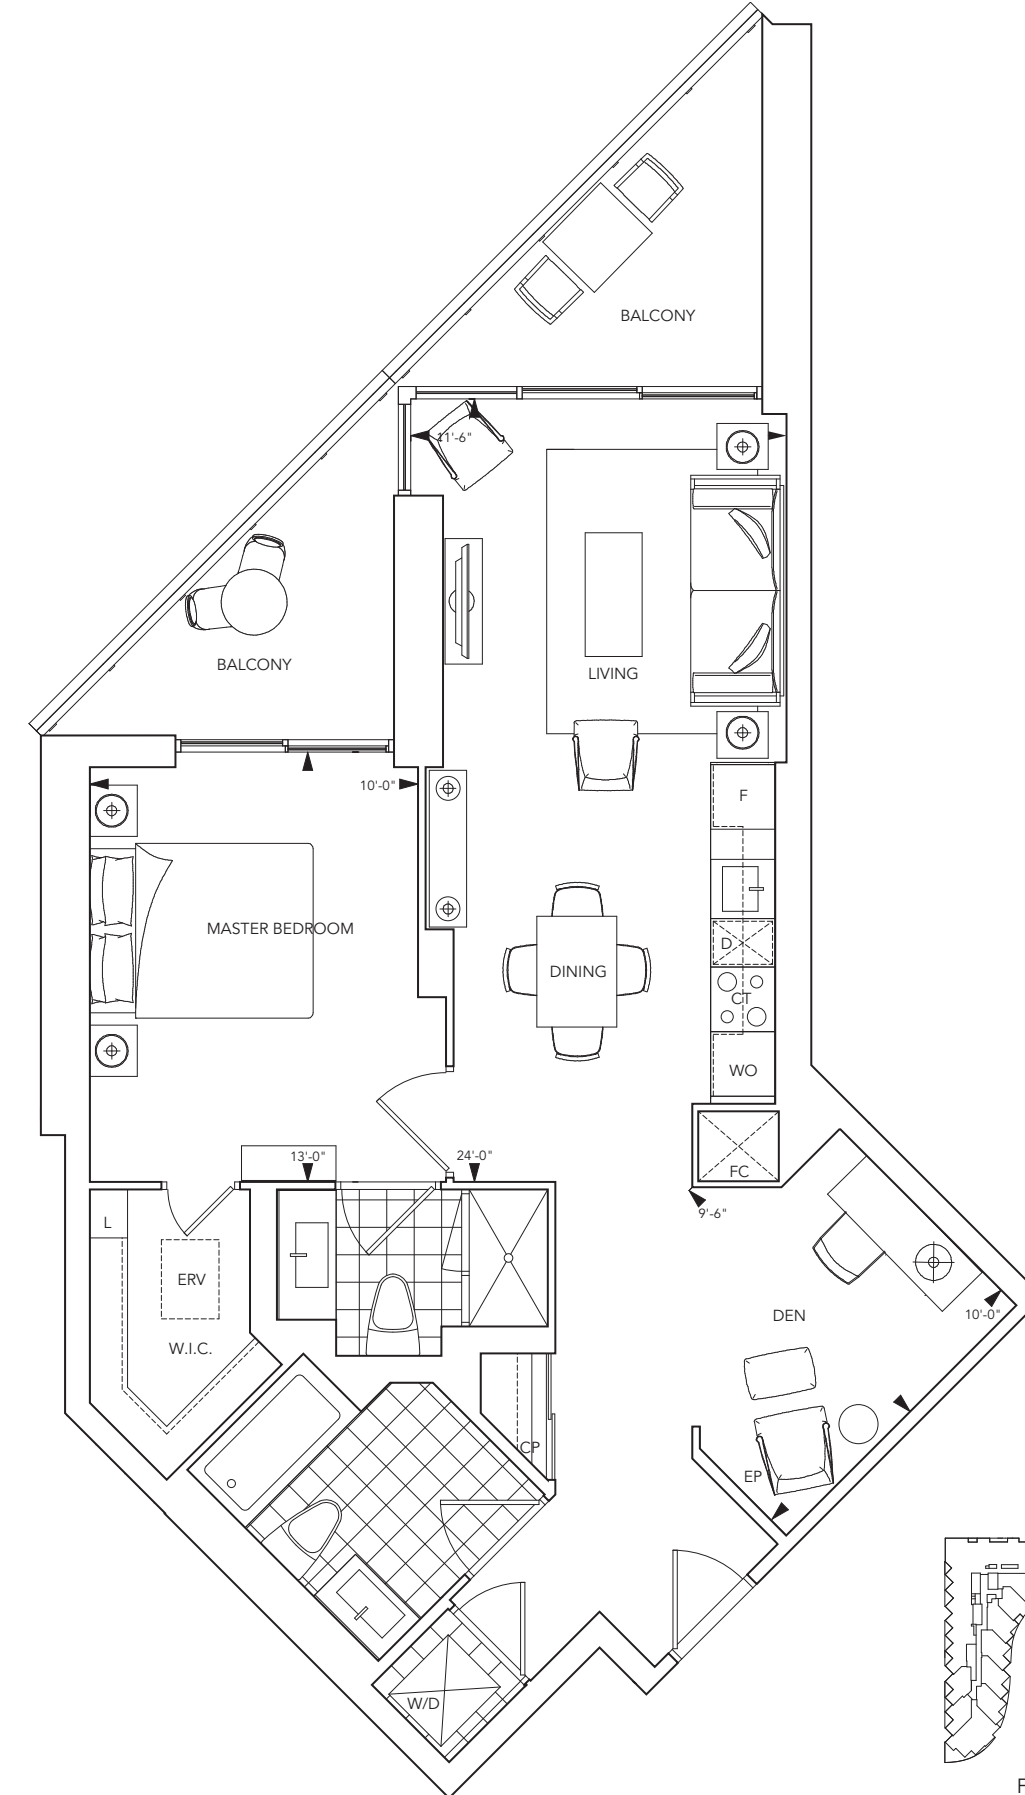 BALCONY
11'-6"
BALCONY
LIVING
10'-0"
F
MASTER BEDROOM
D
DINING
CT
WO
13'-0"
24'-0"
FC
9'-6"
L
ERV
DEN
10'-0"
W.I.C.
CP
EP
W/D